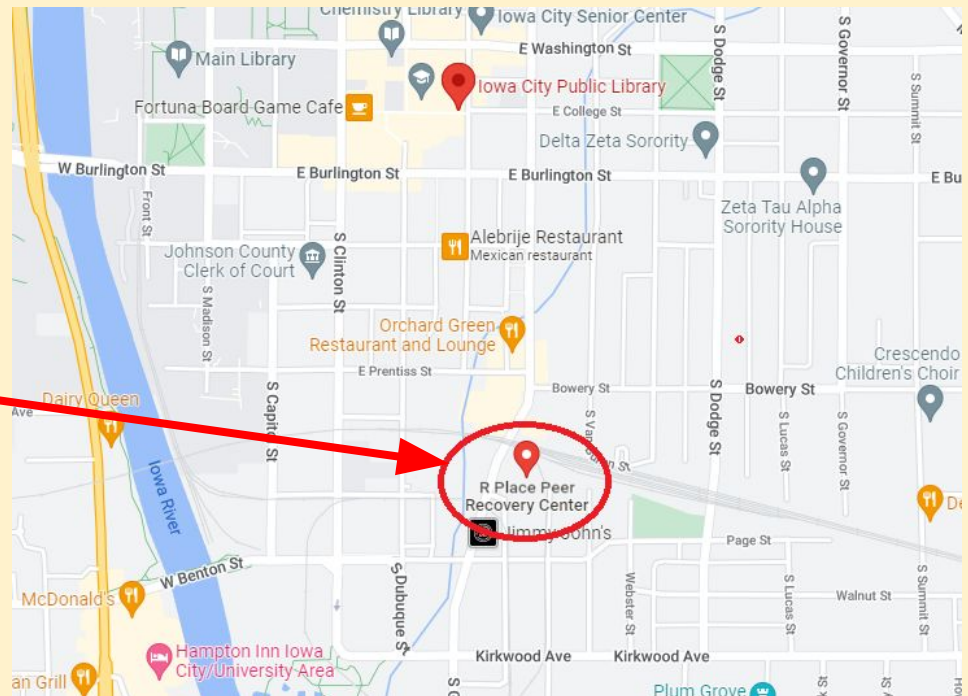 Chemistry Library
Iowa City Senior Center
E Washington St
S Dodge St
S Governor St
Main Library
Iowa City Public Library
S Summit St
Fortuna Board Game Cafe
E College St
Delta Zeta Sorority
W Burlington St
E Burlington St
E Burlington St
E Bu
Front St
Zeta Tau Alpha
Sorority House
Johnson County
Clerk of Court
S Clinton St
Alebrije Restaurant
Mexican restaurant
S Madison St
Orchard Green
Restaurant and Lounge
Crescendo
Children's Choir
E Prentiss St
S Capitol St
Bowery St
Bowery St
S Dodge St
Dairy Queen
Ave
S Van Buren St
S Lucas St
S Governor St
Iowa River
R Place Peer
Recovery Center
De
Jimmy John's
Page St
W Benton St
S Dubuque St
Webster St
S Lucas St
Walnut St
S Summit St
McDonald's
Hampton Inn Iowa
City/University Area
Kirkwood Ave
Kirkwood Ave
an Grill
Plum Grove